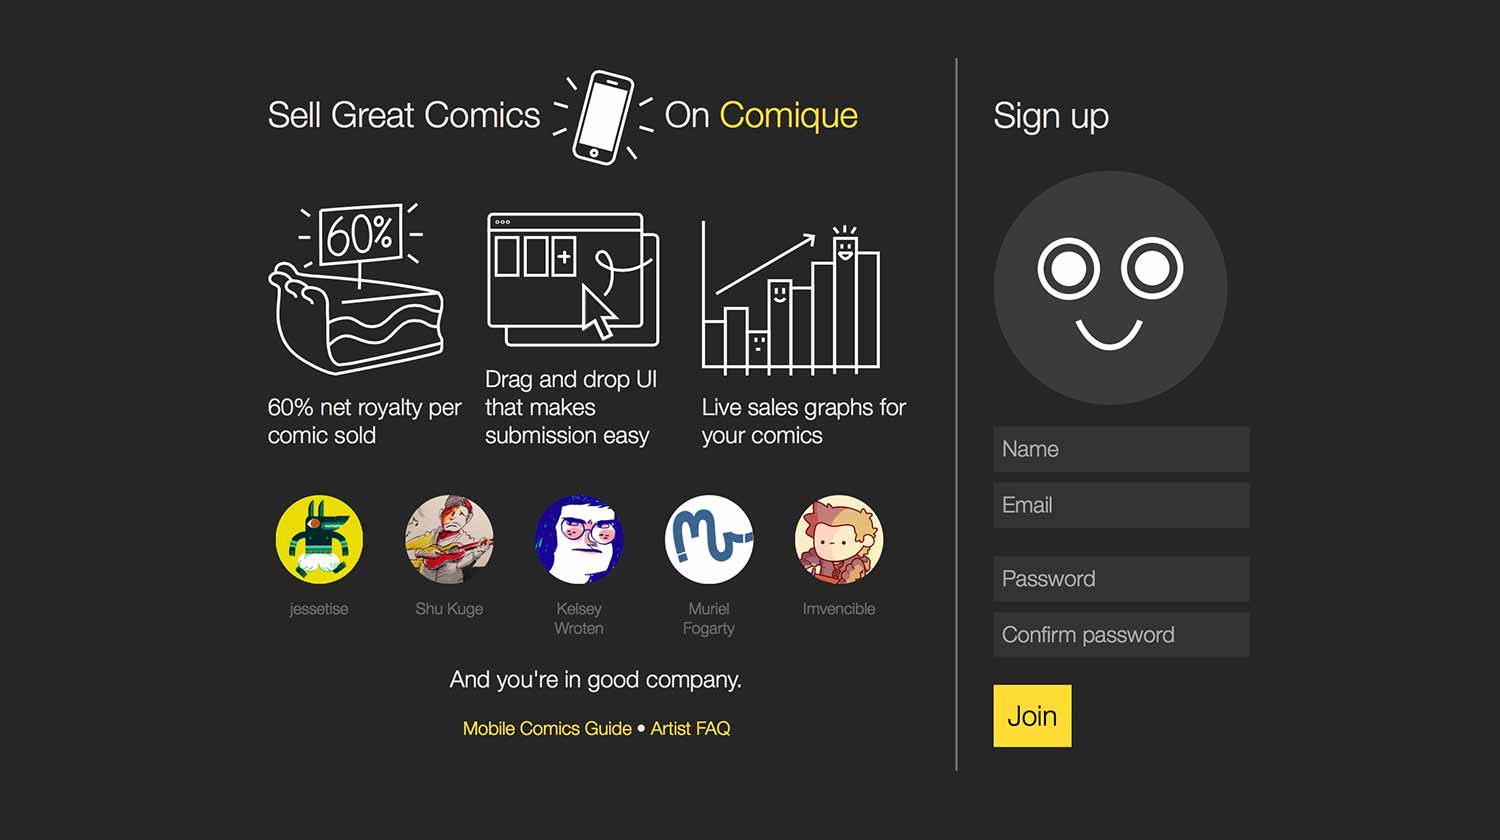 Sell Great Comics On Comique
60%
60% net royalty per
comic sold
Drag and drop UI
that makes
submission easy
Live sales graphs for
your comics
jessetise
Shu Kuge
Kelsey
Wroten
Muriel
Fogarty
Imvencible
And you're in good company.
Mobile Comics Guide • Artist FAQ
Sign up
Name
Email
Password
Confirm password
Join